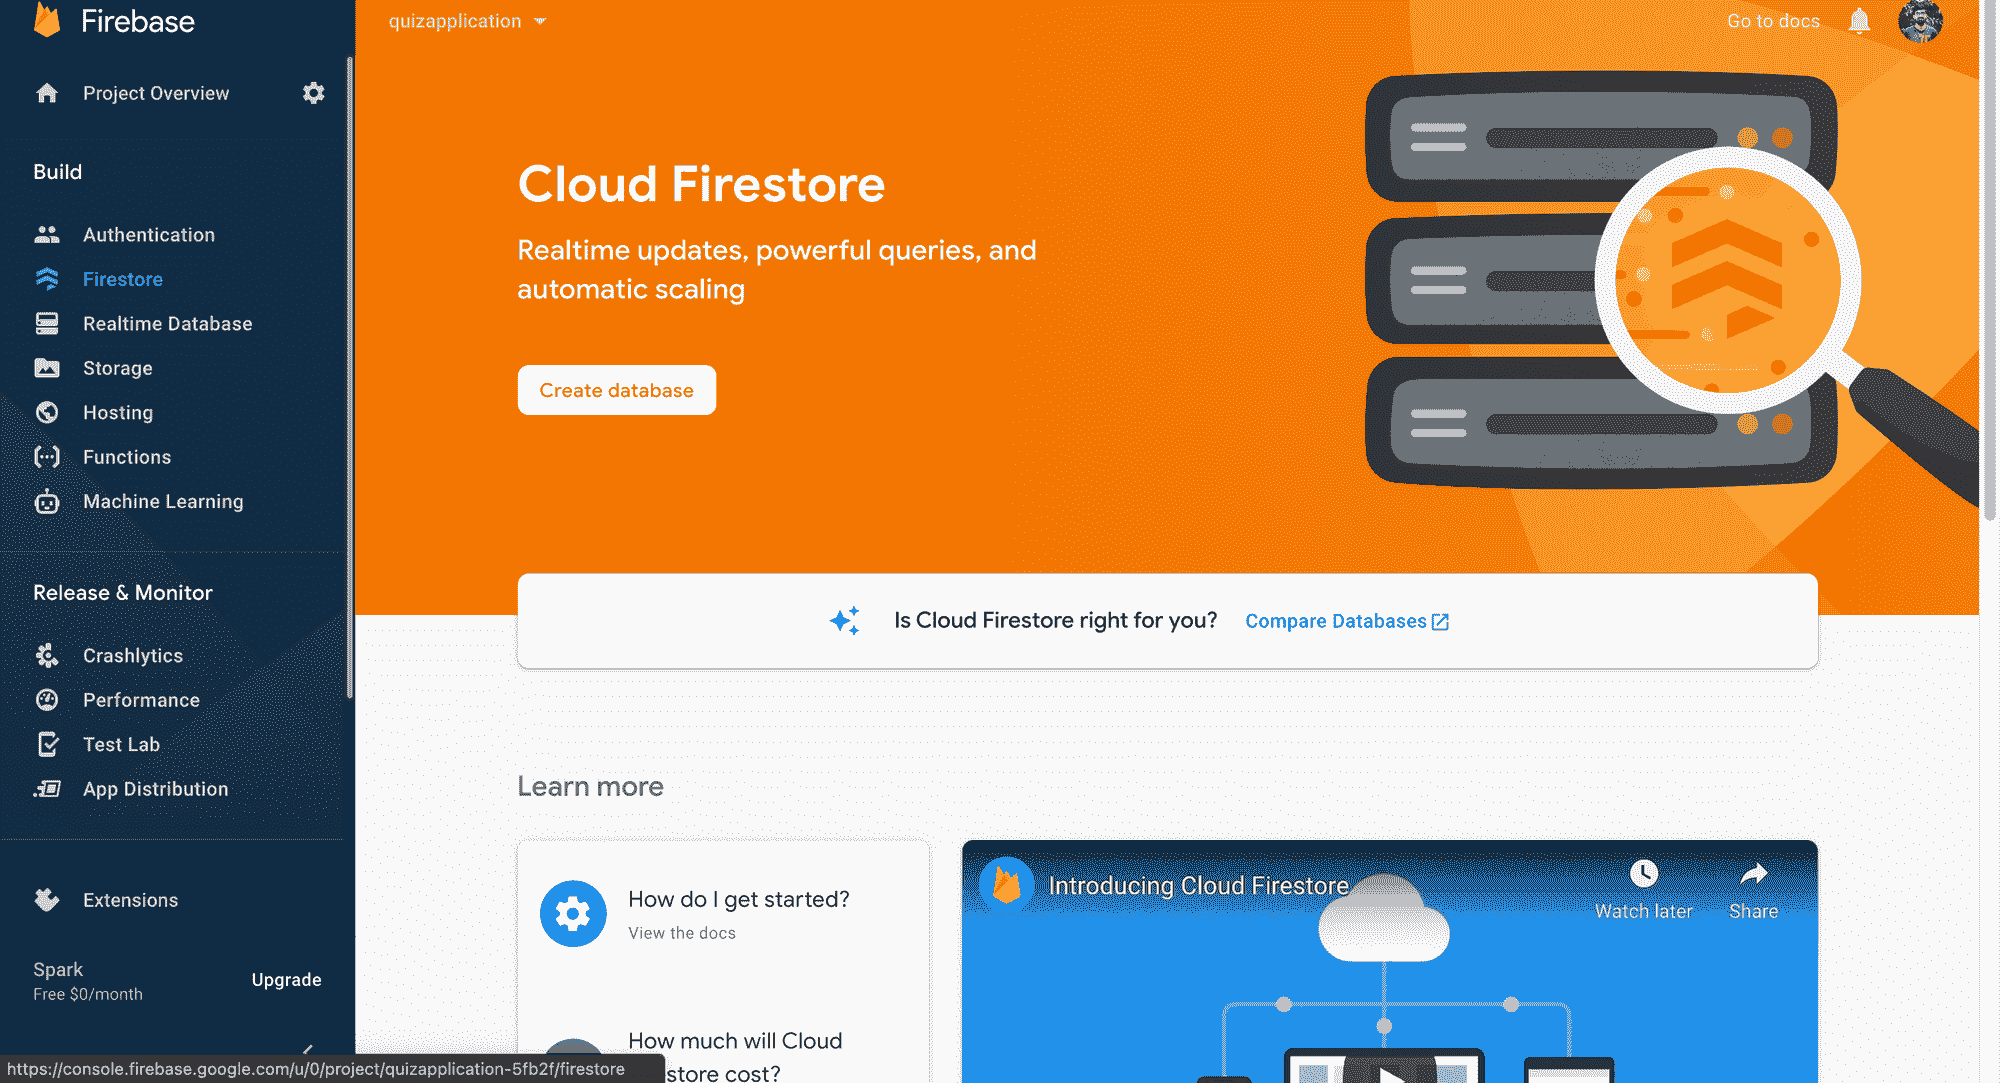 Firebase
Project Overview
Build
Authentication
Firestore
Realtime Database
Storage
Hosting
Functions
Machine Learning
Release & Monitor
Crashlytics
Performance
Test Lab
App Distribution
Extensions
Spark
Free $0/month
Upgrade
https://console.firebase.google.com/u/0/project/quizapplication-5fb2f/firestore
quizapplication
Go to docs
Cloud Firestore
Realtime updates, powerful queries, and
automatic scaling
Create database
Is Cloud Firestore right for you?
Compare Databases
Learn more
How do I get started?
View the docs
How much will Cloud
store cost?
Introducing Cloud Firestore
Watch later
Share